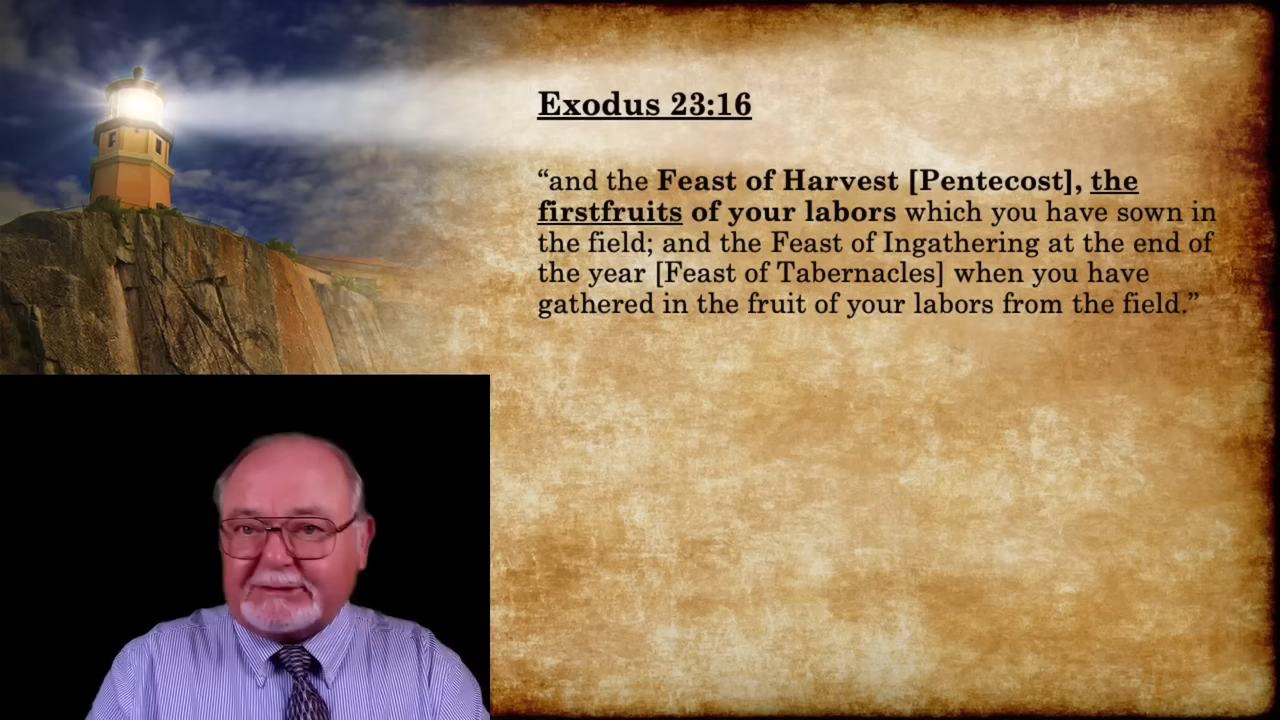 Exodus 23:16
“and the Feast of Harvest [Pentecost], the
firstfruits of your labors which you have sown in
the field; and the Feast of Ingathering at the end of
the year [Feast of Tabernacles] when you have
gathered in the fruit of your labors from the field.”